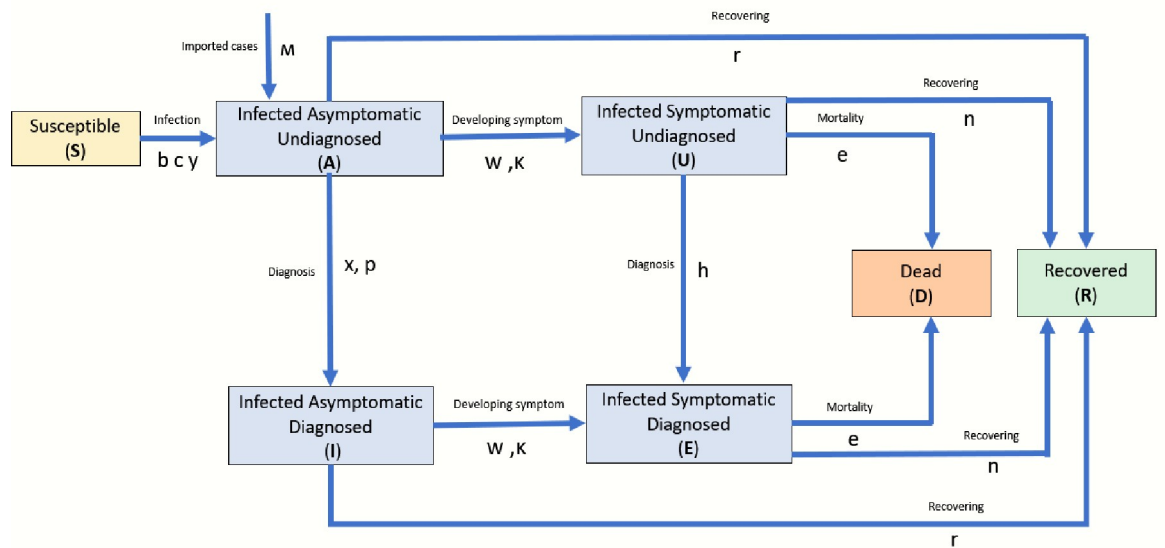 Recovering
r
Imported cases
M
Susceptible
(S)
Infection
b c y
Infected Asymptomatic
Undiagnosed
(A)
Developing symptom
W ,K
Infected Symptomatic
Undiagnosed
(U)
Recovering
n
Mortality
e
Diagnosis
x, p
Diagnosis
h
Dead
(D)
Recovered
(R)
Infected Asymptomatic
Diagnosed
(I)
Developing symptom
W ,K
Infected Symptomatic
Diagnosed
(E)
Mortality
e
Recovering
n
Recovering
r